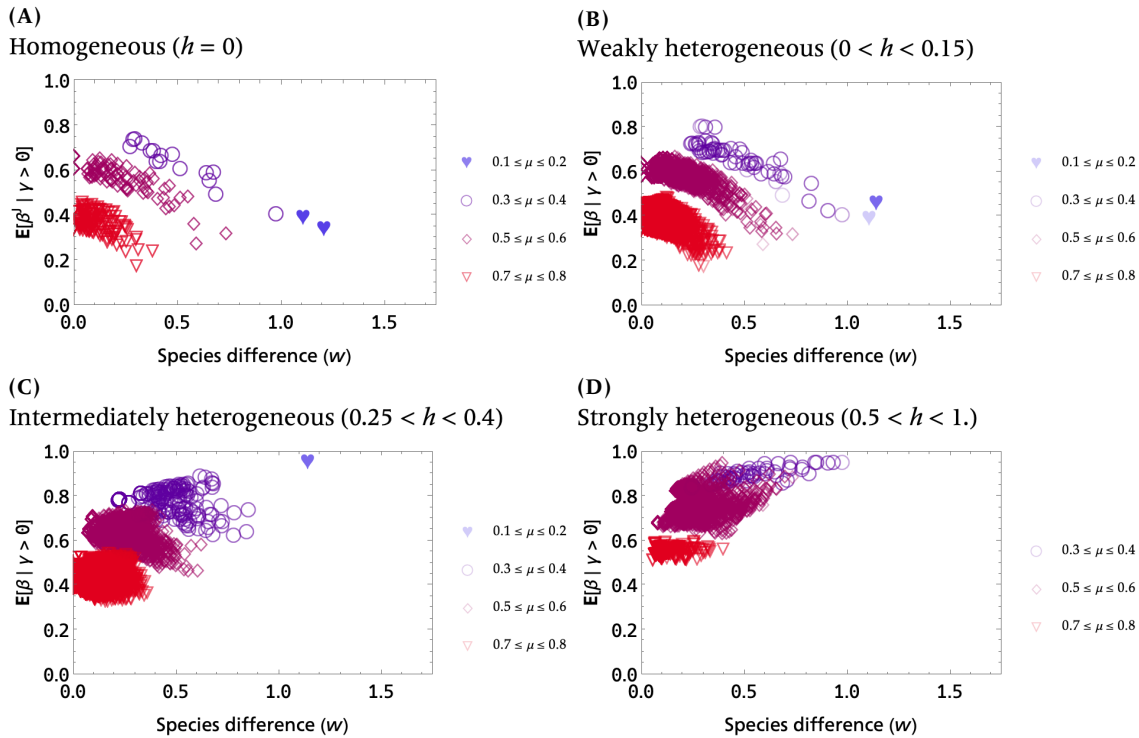 (A)
Homogeneous (h = 0)
E[βˡ | γ > 0]
1.0
0.8
0.6
0.4
0.2
0.0
0.0 0.5 1.0 1.5
Species difference (w)
0.1 ≤ μ ≤ 0.2
0.3 ≤ μ ≤ 0.4
0.5 ≤ μ ≤ 0.6
0.7 ≤ μ ≤ 0.8
(B)
Weakly heterogeneous (0 < h < 0.15)
E[β | γ > 0]
1.0
0.8
0.6
0.4
0.2
0.0
0.0 0.5 1.0 1.5
Species difference (w)
0.1 ≤ μ ≤ 0.2
0.3 ≤ μ ≤ 0.4
0.5 ≤ μ ≤ 0.6
0.7 ≤ μ ≤ 0.8
(C)
Intermediately heterogeneous (0.25 < h < 0.4)
E[β | γ > 0]
1.0
0.8
0.6
0.4
0.2
0.0
0.0 0.5 1.0 1.5
Species difference (w)
0.1 ≤ μ ≤ 0.2
0.3 ≤ μ ≤ 0.4
0.5 ≤ μ ≤ 0.6
0.7 ≤ μ ≤ 0.8
(D)
Strongly heterogeneous (0.5 < h < 1.)
E[β | γ > 0]
1.0
0.8
0.6
0.4
0.2
0.0
0.0 0.5 1.0 1.5
Species difference (w)
0.3 ≤ μ ≤ 0.4
0.5 ≤ μ ≤ 0.6
0.7 ≤ μ ≤ 0.8